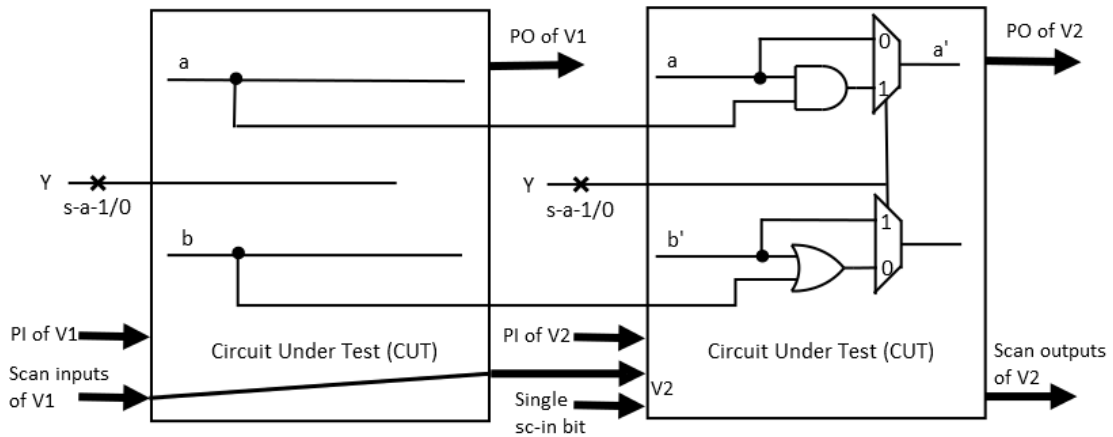 PO of V1
PO of V2
a
a
0
1
a'
Y
s-a-1/0
Y
s-a-1/0
b
b'
1
0
PI of V1
PI of V2
Circuit Under Test (CUT)
Circuit Under Test (CUT)
Scan inputs
of V1
Single
sc-in bit
V2
Scan outputs
of V2